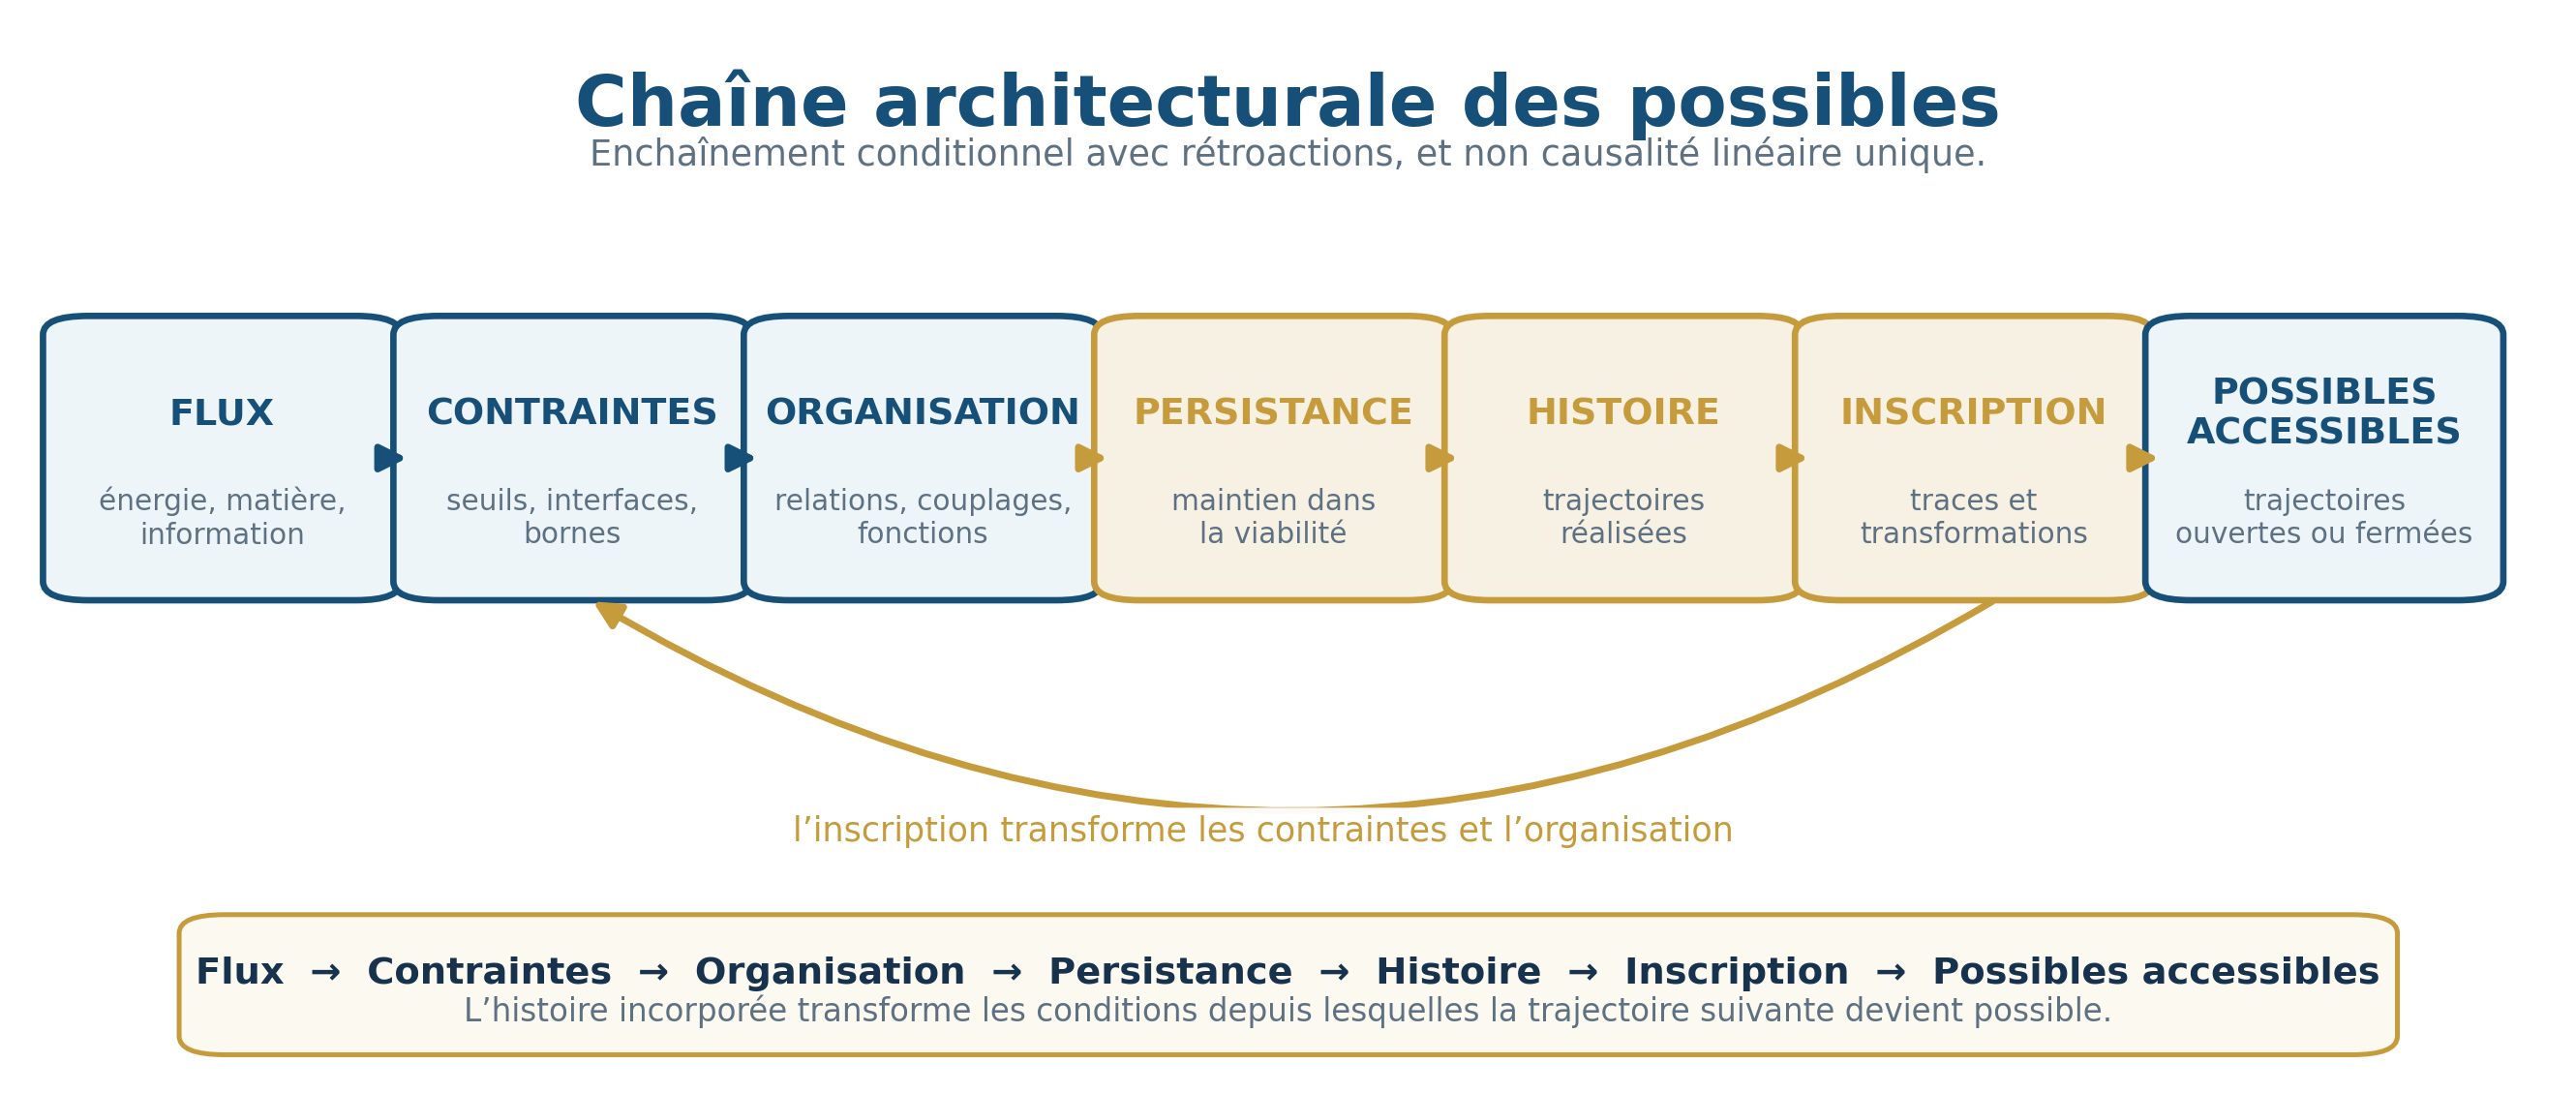 Chaîne architecturale des possibles
Enchaînement conditionnel avec rétroactions, et non causalité linéaire unique.
FLUX
énergie, matière,
information
CONTRAINTES
seuils, interfaces,
bornes
ORGANISATION
relations, couplages,
fonctions
PERSISTANCE
maintien dans
la viabilité
HISTOIRE
trajectoires
réalisées
INSCRIPTION
traces et
transformations
POSSIBLES
ACCESSIBLES
trajectoires
ouvertes ou fermées
l’inscription transforme les contraintes et l’organisation
Flux → Contraintes → Organisation → Persistance → Histoire → Inscription → Possibles accessibles
L’histoire incorporée transforme les conditions depuis lesquelles la trajectoire suivante devient possible.